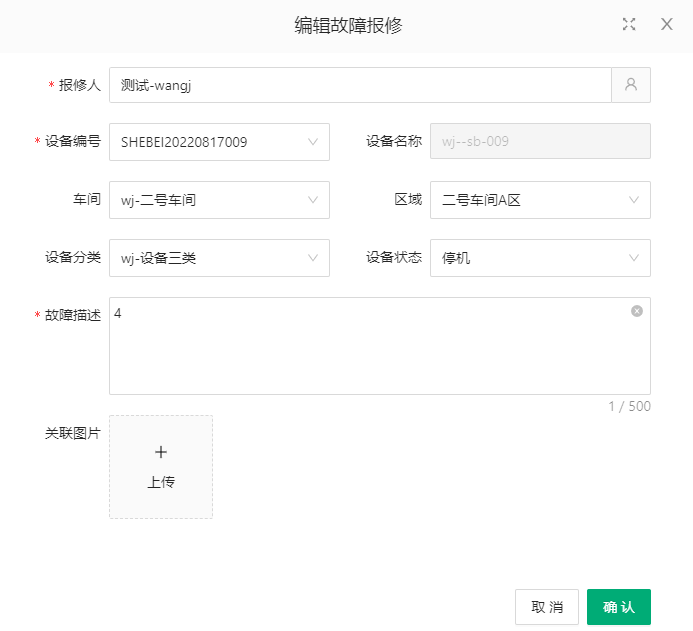 编辑故障报修
* 报修人 测试-wangj
* 设备编号 SHEBEI20220817009 设备名称 wj--sb-009
车间 wj-二号车间 区域 二号车间A区
设备分类 wj-设备三类 设备状态 停机
* 故障描述 4
1 / 500
关联图片
上传
取 消 确 认